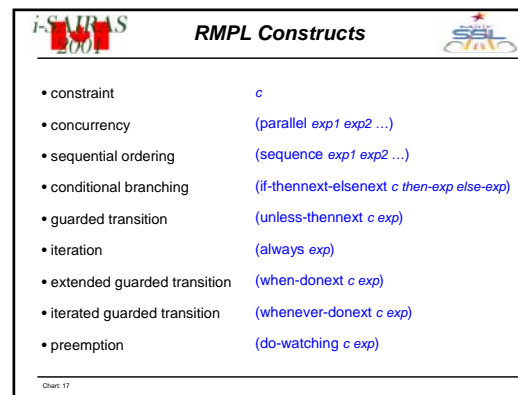 i-SAIRAS
2001
RMPL Constructs
SSL
• constraint c
• concurrency (parallel exp1 exp2 …)
• sequential ordering (sequence exp1 exp2 …)
• conditional branching (if-thennext-elsenext c then-exp else-exp)
• guarded transition (unless-thennext c exp)
• iteration (always exp)
• extended guarded transition (when-donext c exp)
• iterated guarded transition (whenever-donext c exp)
• preemption (do-watching c exp)
Chart: 17